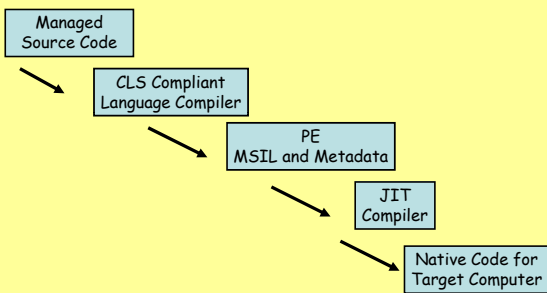 Managed
Source Code
CLS Compliant
Language Compiler
PE
MSIL and Metadata
JIT
Compiler
Native Code for
Target Computer